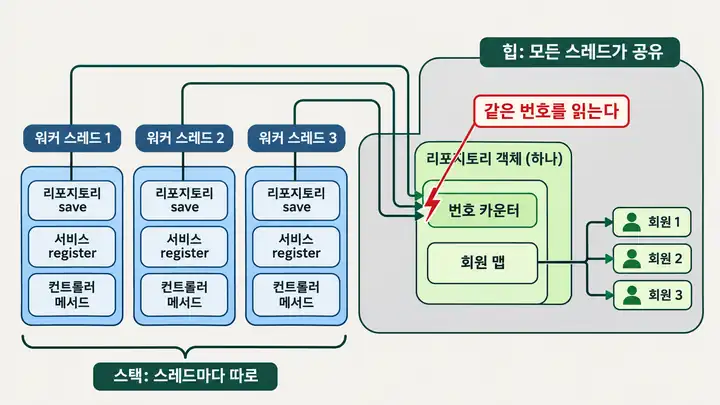 힙: 모든 스레드가 공유
같은 번호를 읽는다
워커 스레드 1
워커 스레드 2
워커 스레드 3
리포지토리 객체 (하나)
리포지토리
save
리포지토리
save
리포지토리
save
번호 카운터
서비스
register
서비스
register
서비스
register
회원 맵
회원 1
회원 2
회원 3
컨트롤러
메서드
컨트롤러
메서드
컨트롤러
메서드
스택: 스레드마다 따로